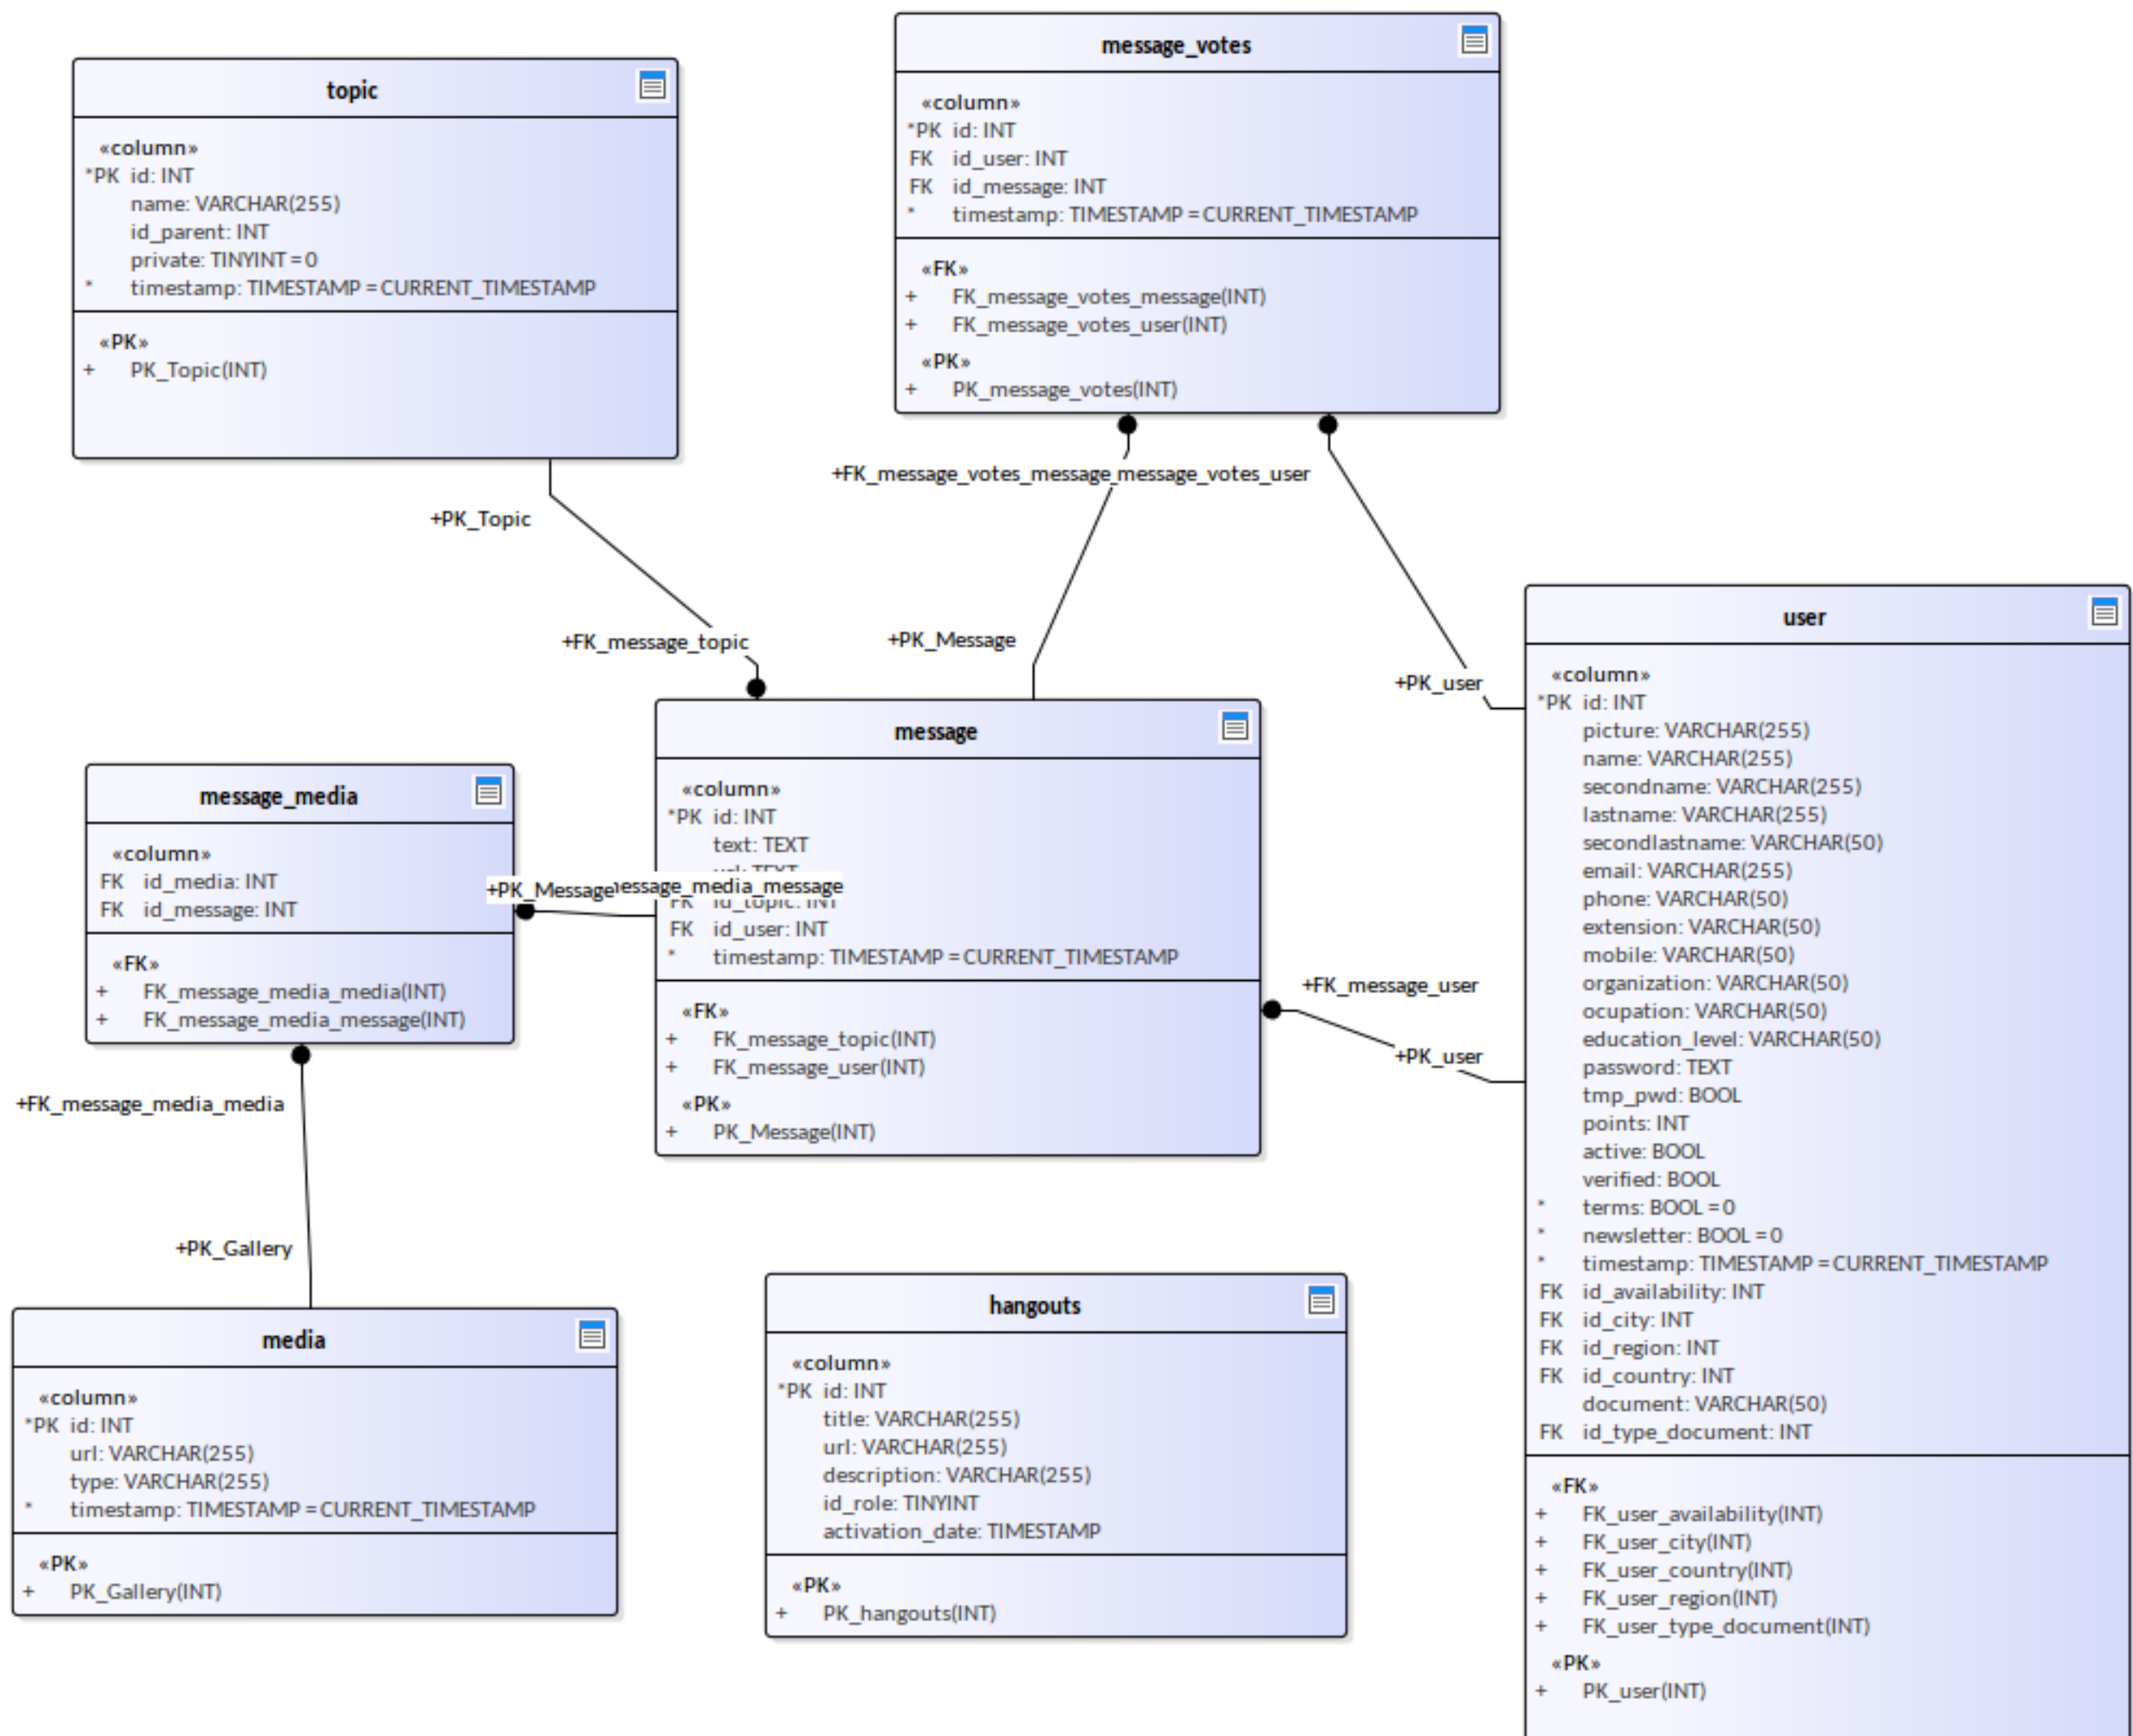 topic
«column»
*PK id: INT
name: VARCHAR(255)
id_parent: INT
private: TINYINT = 0
* timestamp: TIMESTAMP = CURRENT_TIMESTAMP
«PK»
+ PK_Topic(INT)
message_votes
«column»
*PK id: INT
FK id_user: INT
FK id_message: INT
* timestamp: TIMESTAMP = CURRENT_TIMESTAMP
«FK»
+ FK_message_votes_message(INT)
+ FK_message_votes_user(INT)
«PK»
+ PK_message_votes(INT)
+FK_message_votes_message message_votes_user
+PK_Topic
+FK_message_topic
+PK_Message
+PK_user
message_media
«column»
FK id_media: INT
FK id_message: INT
«FK»
+ FK_message_media_media(INT)
+ FK_message_media_message(INT)
+PK_Message essage_media_message
message
«column»
*PK id: INT
text: TEXT
TEXT
FK id_topic: INT
FK id_user: INT
* timestamp: TIMESTAMP = CURRENT_TIMESTAMP
«FK»
+ FK_message_topic(INT)
+ FK_message_user(INT)
«PK»
+ PK_Message(INT)
+FK_message_user
+PK_user
user
«column»
*PK id: INT
picture: VARCHAR(255)
name: VARCHAR(255)
secondname: VARCHAR(255)
lastname: VARCHAR(255)
secondlastname: VARCHAR(50)
email: VARCHAR(255)
phone: VARCHAR(50)
extension: VARCHAR(50)
mobile: VARCHAR(50)
organization: VARCHAR(50)
ocupation: VARCHAR(50)
education_level: VARCHAR(50)
password: TEXT
tmp_pwd: BOOL
points: INT
active: BOOL
verified: BOOL
* terms: BOOL = 0
* newsletter: BOOL = 0
* timestamp: TIMESTAMP = CURRENT_TIMESTAMP
FK id_availability: INT
FK id_city: INT
FK id_region: INT
FK id_country: INT
document: VARCHAR(50)
FK id_type_document: INT
«FK»
+ FK_user_availability(INT)
+ FK_user_city(INT)
+ FK_user_country(INT)
+ FK_user_region(INT)
+ FK_user_type_document(INT)
«PK»
+ PK_user(INT)
+FK_message_media_media
+PK_Gallery
media
«column»
*PK id: INT
url: VARCHAR(255)
type: VARCHAR(255)
* timestamp: TIMESTAMP = CURRENT_TIMESTAMP
«PK»
+ PK_Gallery(INT)
hangouts
«column»
*PK id: INT
title: VARCHAR(255)
url: VARCHAR(255)
description: VARCHAR(255)
id_role: TINYINT
activation_date: TIMESTAMP
«PK»
+ PK_hangouts(INT)